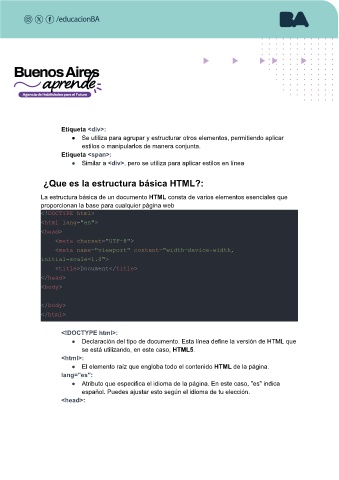 /educacionBA
BA
Buenos Aires
aprende
Agencia de Habilidades para el Futuro
Etiqueta <div>:
● Se utiliza para agrupar y estructurar otros elementos, permitiendo aplicar
estilos o manipularlos de manera conjunta.
Etiqueta <span>:
● Similar a <div>, pero se utiliza para aplicar estilos en línea
¿Que es la estructura básica HTML?:
La estructura básica de un documento HTML consta de varios elementos esenciales que
proporcionan la base para cualquier página web
<!DOCTYPE html>
<html lang="en">
<head>
<meta charset="UTF-8">
<meta name="viewport" content="width=device-width,
initial-scale=1.0">
<title>Document</title>
</head>
<body>
</body>
</html>
<!DOCTYPE html>:
● Declaración del tipo de documento. Esta línea define la versión de HTML que
se está utilizando, en este caso, HTML5.
<html>:
● El elemento raíz que engloba todo el contenido HTML de la página.
lang="es":
● Atributo que especifica el idioma de la página. En este caso, "es" indica
español. Puedes ajustar esto según el idioma de tu elección.
<head>: